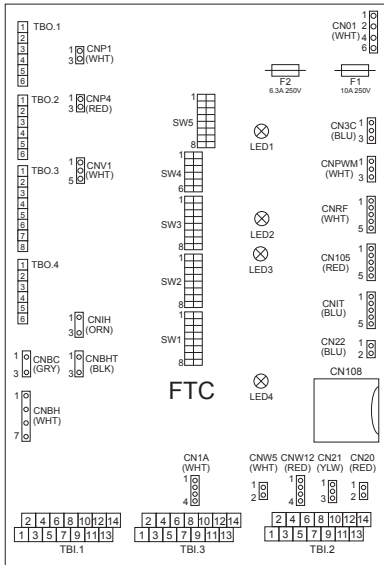 TBO.1
1
2
3
4
5
6
1
3
CNP1
(WHT)
1
2
4
6
CN01
(WHT)
F2
6.3A 250V
F1
10A 250V
TBO.2
1
2
3
4
5
6
1
3
CNP4
(RED)
SW5
1
8
LED1
CN3C
(BLU)
1
3
TBO.3
1
2
3
4
5
6
7
8
CNV1
(WHT)
1
5
SW4
1
6
CNPWM
(WHT)
1
3
SW3
1
8
LED2
CNRF
(WHT)
1
5
TBO.4
1
2
3
4
5
6
SW2
1
8
LED3
CN105
(RED)
1
5
CNIH
(ORN)
1
3
SW1
1
8
CNIT
(BLU)
1
5
CNBC
(GRY)
1
3
CNBHT
(BLK)
1
3
CN22
(BLU)
1
2
FTC
LED4
CN108
CNBH
1
7
CN1A
(WHT)
1
4
CNW5
(WHT)
1
2
CNW12
(RED)
1
4
CN21
(YLW)
1
3
CN20
(RED)
1
2
2 4 6 8 10 12 14
1 3 5 7 9 11 13
TBI.1
2 4 6 8 10 12 14
1 3 5 7 9 11 13
TBI.3
2 4 6 8 10 12 14
1 3 5 7 9 11 13
TBI.2